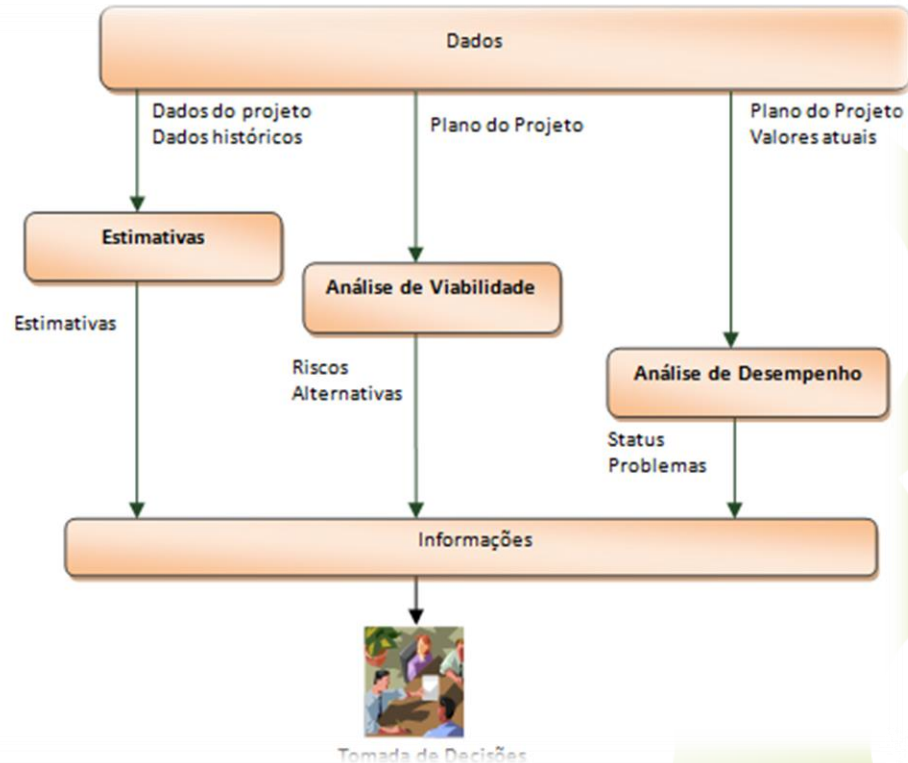 Dados
Dados do projeto
Dados históricos
Plano do Projeto
Plano do Projeto
Valores atuais
Estimativas
Análise de Viabilidade
Estimativas
Riscos
Alternativas
Análise de Desempenho
Status
Problemas
Informações
Tomada de Decisões